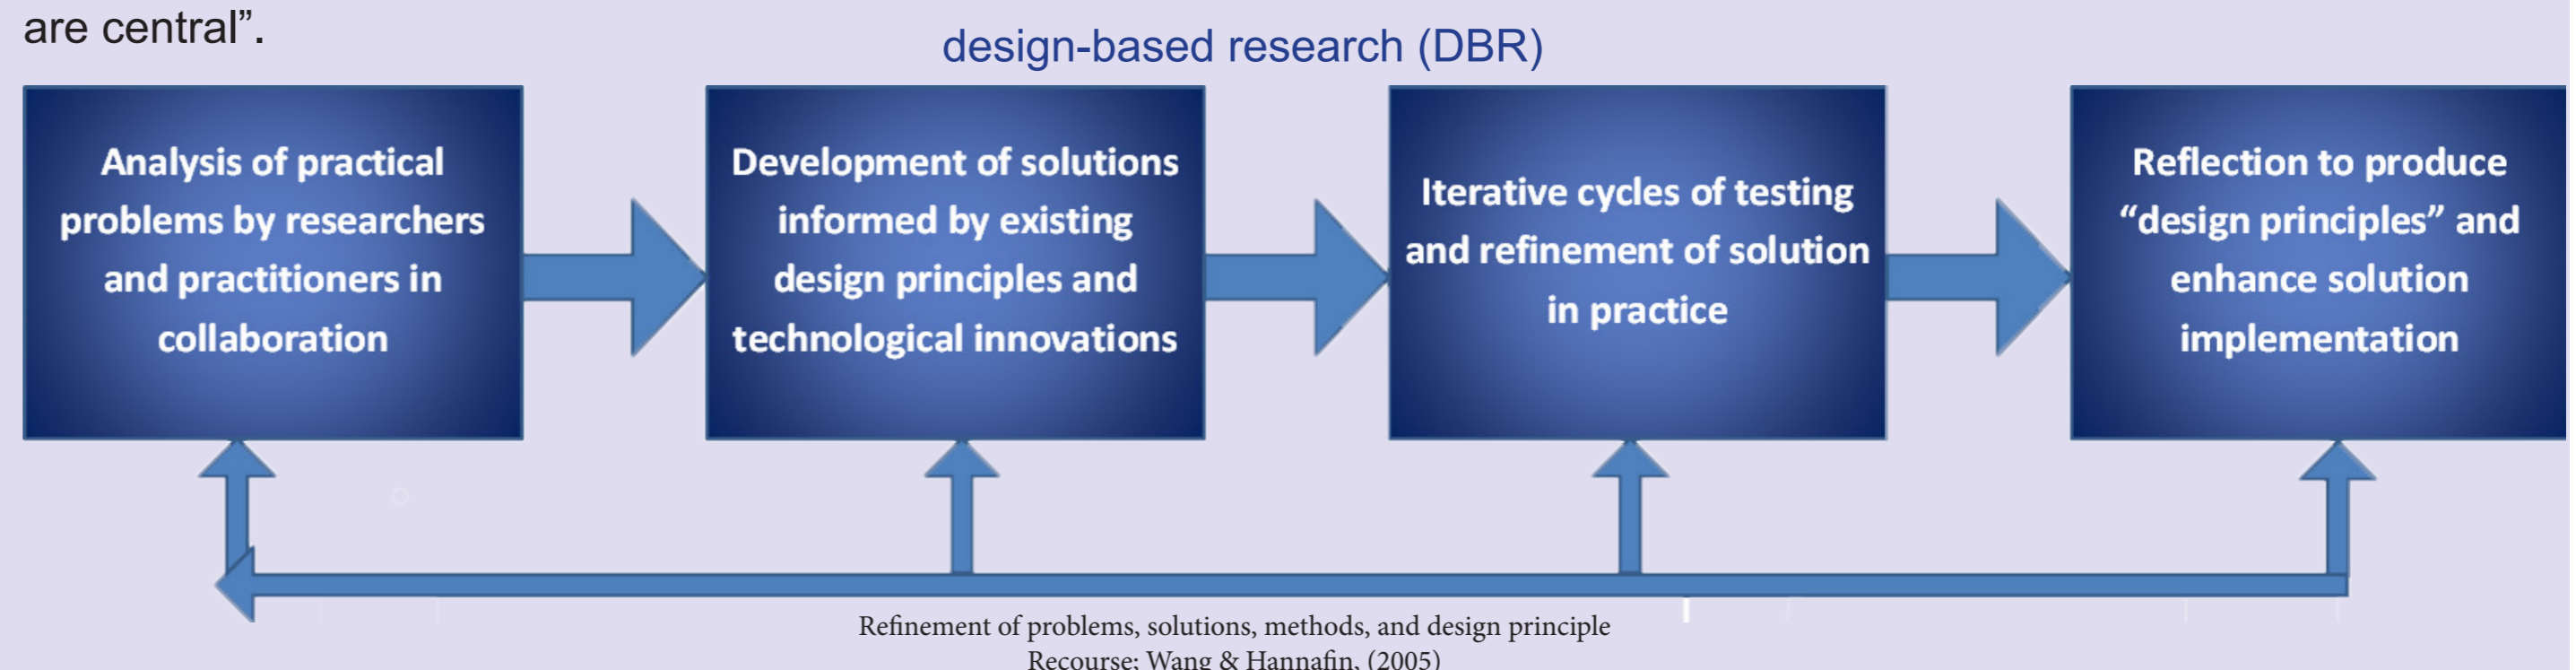 are central”.
design-based research (DBR)
Analysis of practical
problems by researchers
and practitioners in
collaboration
Development of solutions
informed by existing
design principles and
technological innovations
Iterative cycles of testing
and refinement of solution
in practice
Reflection to produce
“design principles” and
enhance solution
implementation
Refinement of problems, solutions, methods, and design principle
Recourse; Wang & Hannafin, (2005)